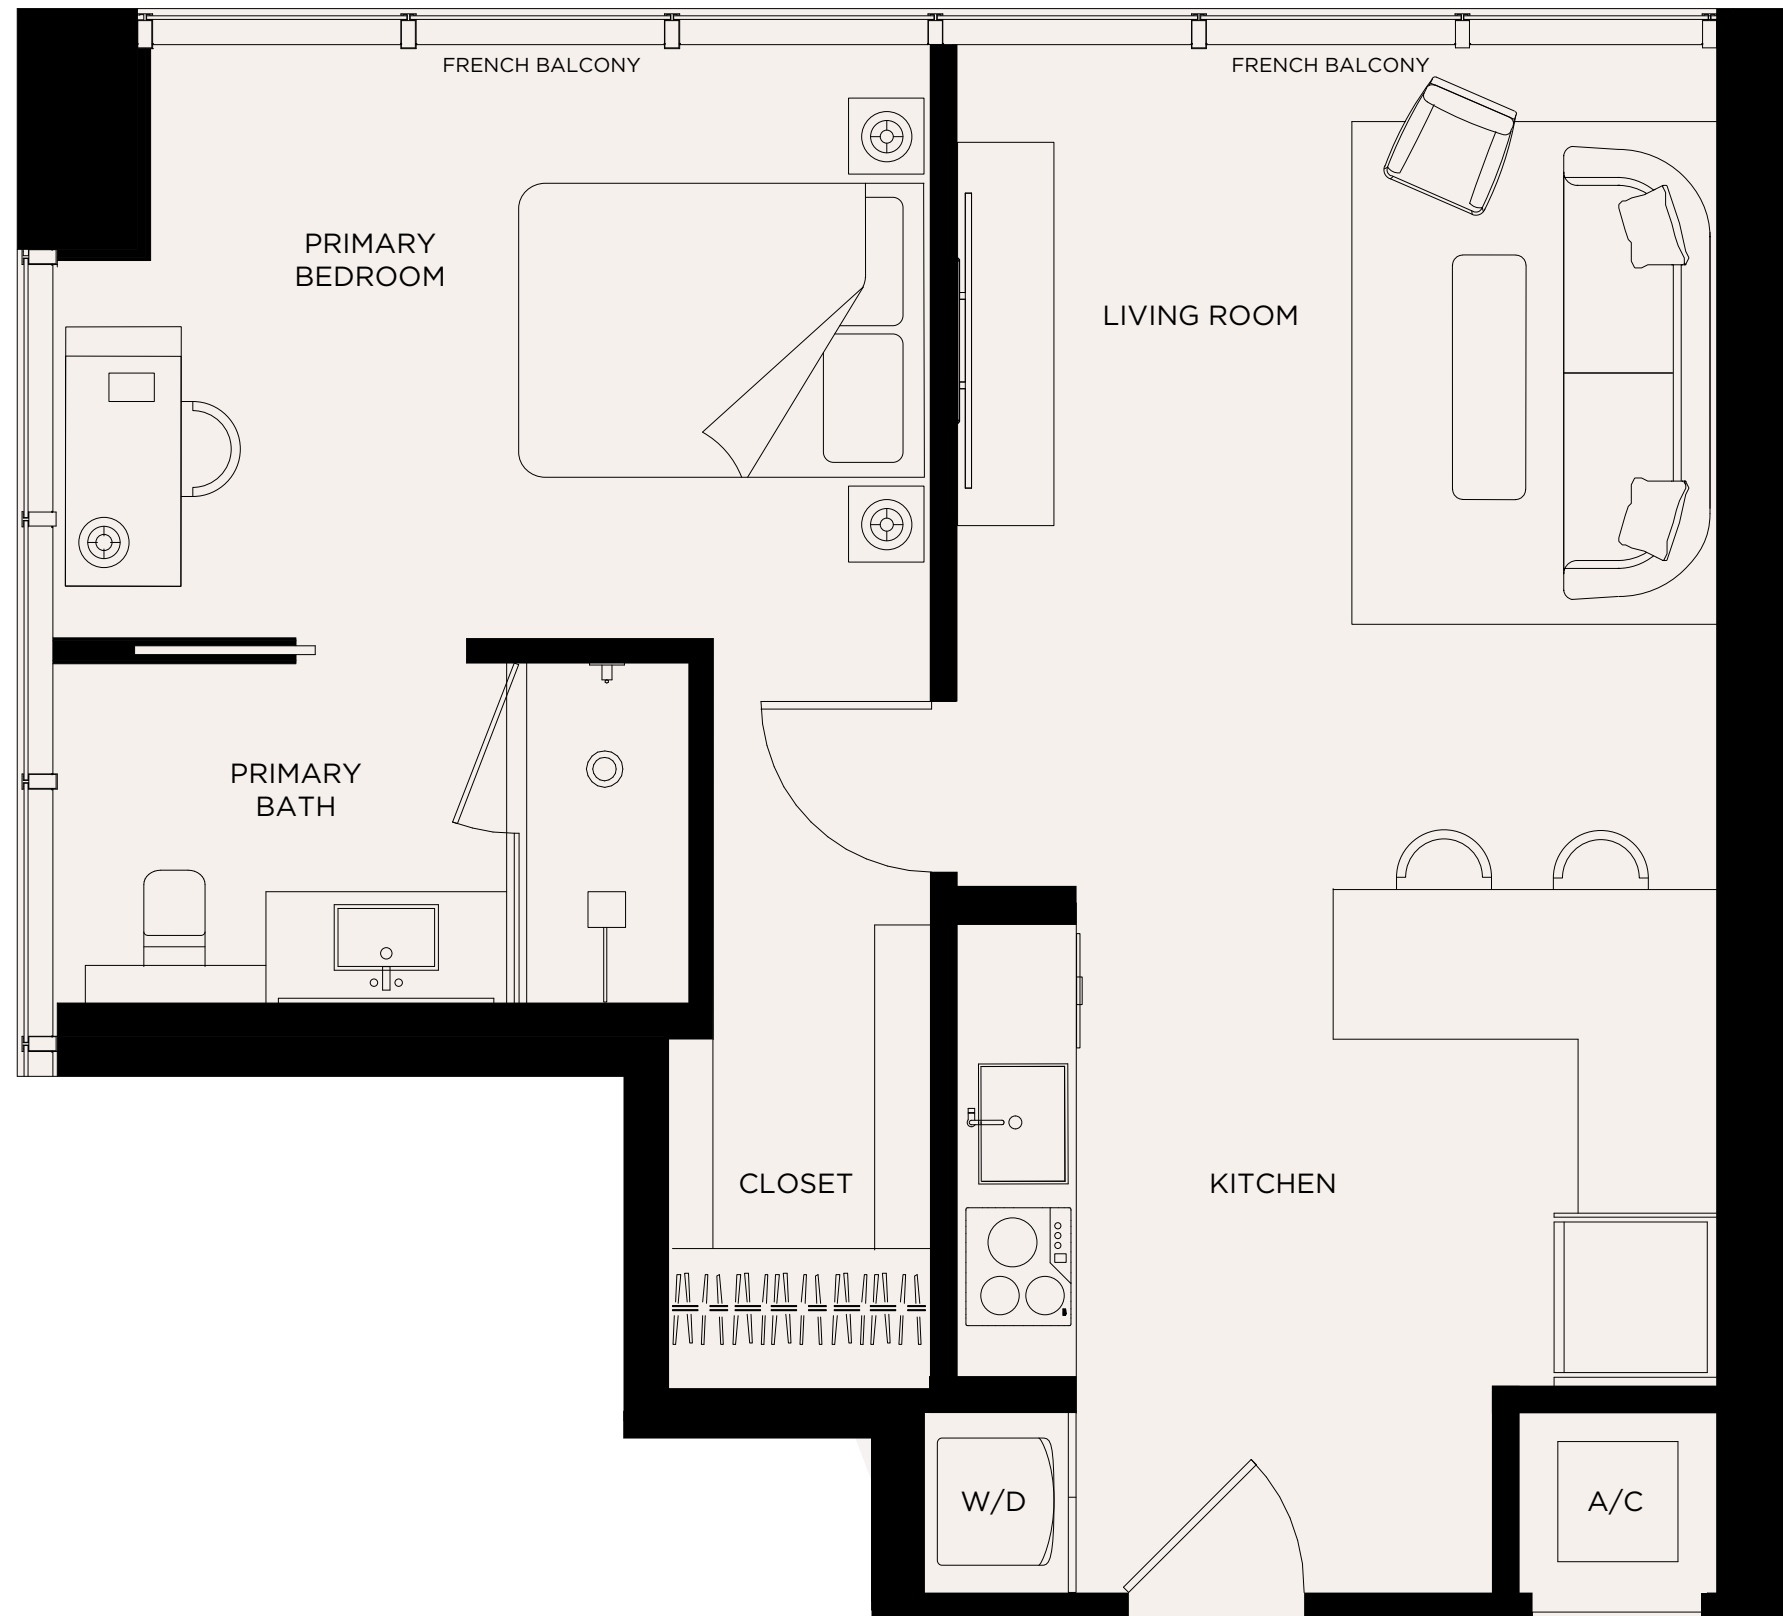 FRENCH BALCONY
FRENCH BALCONY
PRIMARY
BEDROOM
LIVING ROOM
PRIMARY
BATH
CLOSET
KITCHEN
W/D
A/C